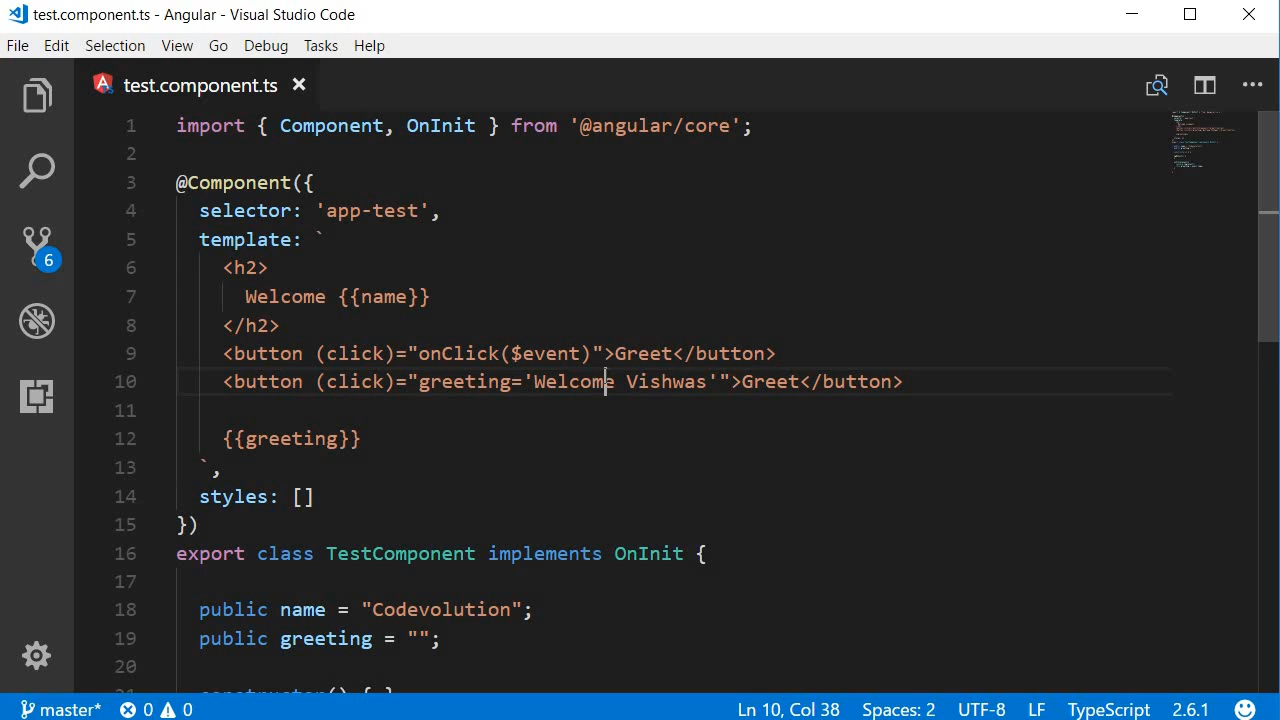 test.component.ts - Angular - Visual Studio Code
File Edit Selection View Go Debug Tasks Help
test.component.ts
1 import { Component, OnInit } from '@angular/core';
2
3 @Component({
4 selector: 'app-test',
5 template: `
6 <h2>
7 Welcome {{name}}
8 </h2>
9 <button (click)="onClick($event)">Greet</button>
10 <button (click)="greeting='Welcome Vishwas'">Greet</button>
11
12 {{greeting}}
13 `,
14 styles: []
15 })
16 export class TestComponent implements OnInit {
17
18 public name = "Codevolution";
19 public greeting = "";
20
21 constructor() { }
6
master* 0 0 Ln 10, Col 38 Spaces: 2 UTF-8 LF TypeScript 2.6.1